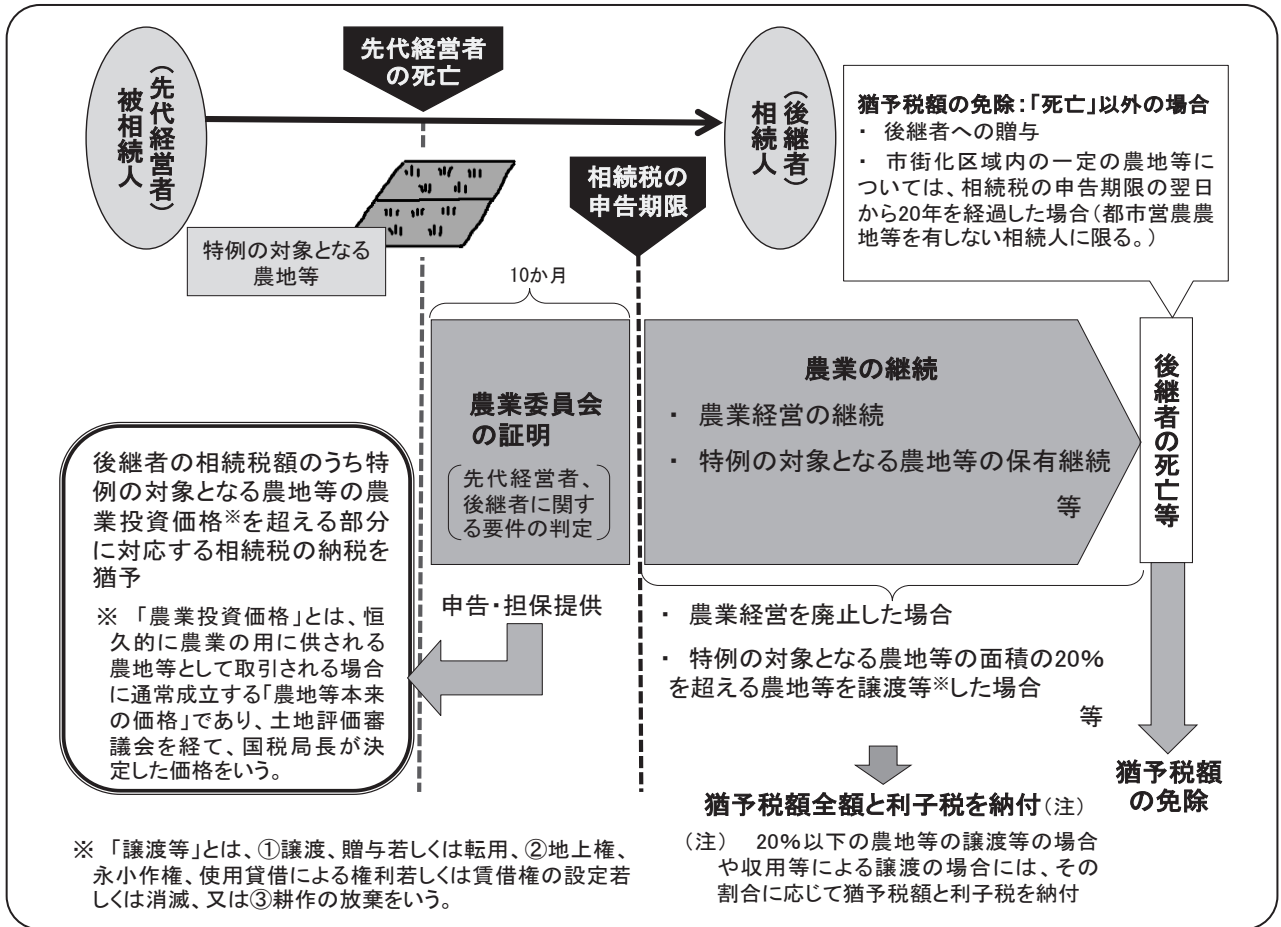 先代経営者
の死亡
被相続人
（先代経営者）
相続人
（後継者）
猶予税額の免除：「死亡」以外の場合
・ 後継者への贈与
・ 市街化区域内の一定の農地等に
ついては、相続税の申告期限の翌日
から20年を経過した場合（都市営農農
地等を有しない相続人に限る。）
相続税の
申告期限
特例の対象となる
農地等
10か月
農業委員会
の証明
先代経営者、
後継者に関す
る要件の判定
農業の継続
・ 農業経営の継続
・ 特例の対象となる農地等の保有継続
等
後継者の死亡等
後継者の相続税額のうち特
例の対象となる農地等の農
業投資価格※を超える部分
に対応する相続税の納税を
猶予
※ 「農業投資価格」とは、恒
久的に農業の用に供される
農地等として取引される場合
に通常成立する「農地等本来
の価格」であり、土地評価審
議会を経て、国税局長が決
定した価格をいう。
申告・担保提供
・ 農業経営を廃止した場合
・ 特例の対象となる農地等の面積の20%
を超える農地等を譲渡等※した場合
等
猶予税額全額と利子税を納付（注）
（注） 20%以下の農地等の譲渡等の場合
や収用等による譲渡の場合には、その
割合に応じて猶予税額と利子税を納付
猶予税額
の免除
※ 「譲渡等」とは、①譲渡、贈与若しくは転用、②地上権、
永小作権、使用貸借による権利若しくは賃借権の設定若
しくは消滅、又は③耕作の放棄をいう。